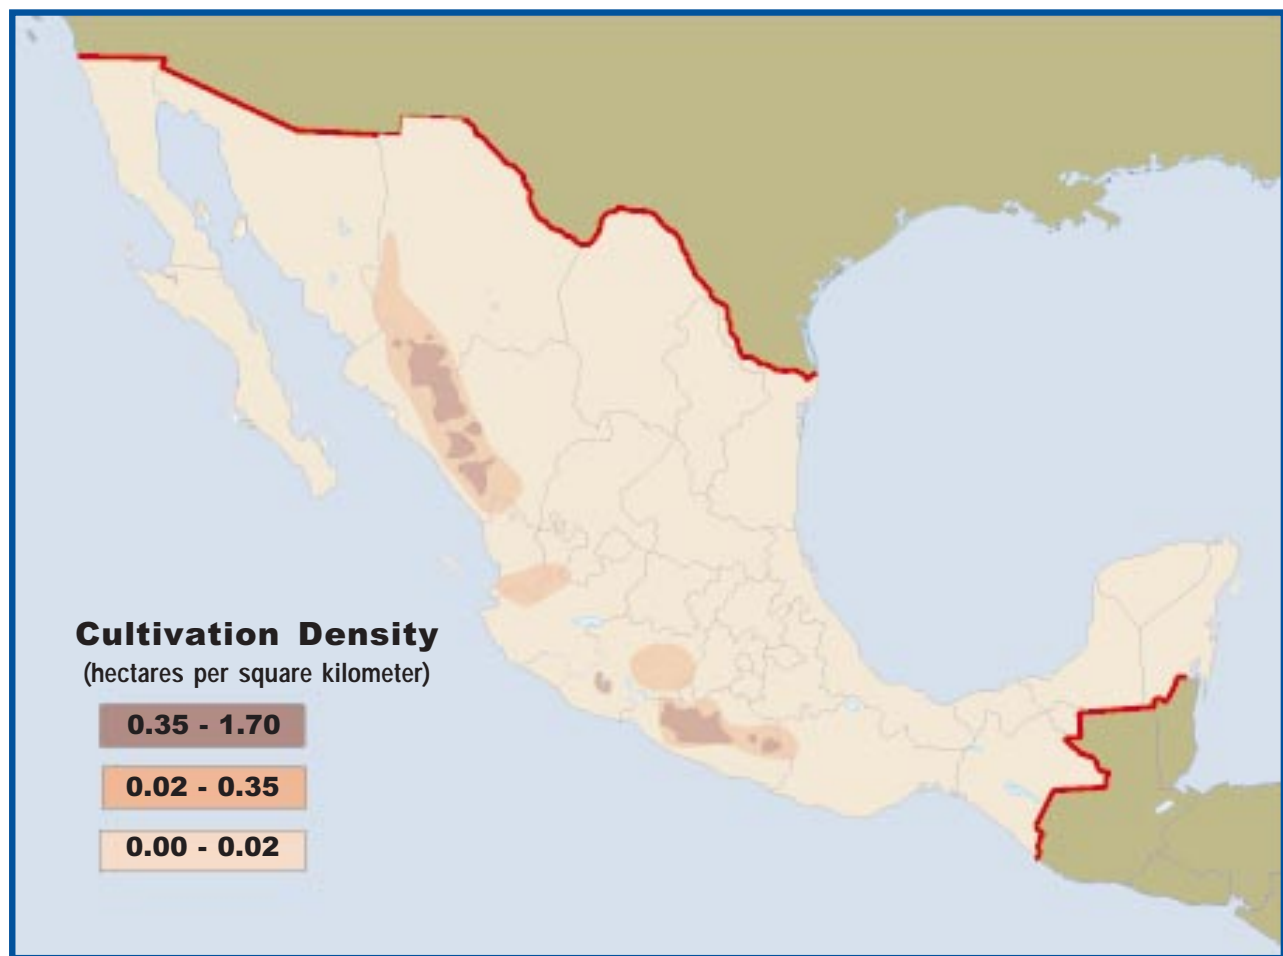 Cultivation Density
(hectares per square kilometer)
0.35 - 1.70
0.02 - 0.35
0.00 - 0.02